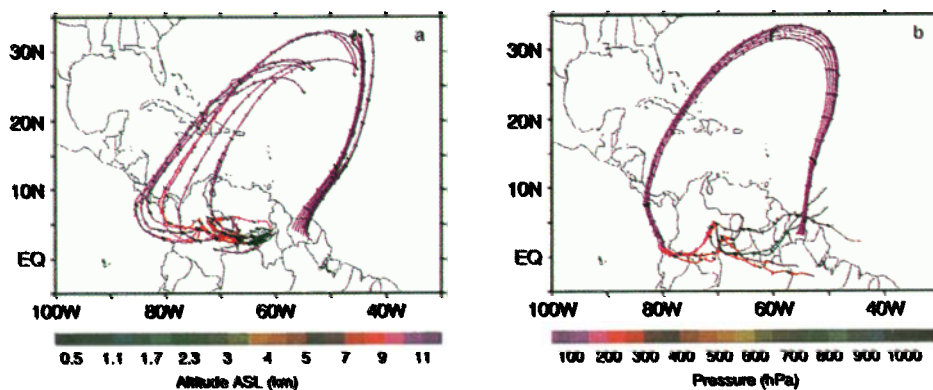 a
30N
20N
10N
EQ
100W 80W 60W 40W
0.5 1.1 1.7 2.3 3 4 5 7 9 11
Altitude ASL (km)
b
30N
20N
10N
EQ
100W 80W 60W 40W
100 200 300 400 500 600 700 800 900 1000
Pressure (hPa)